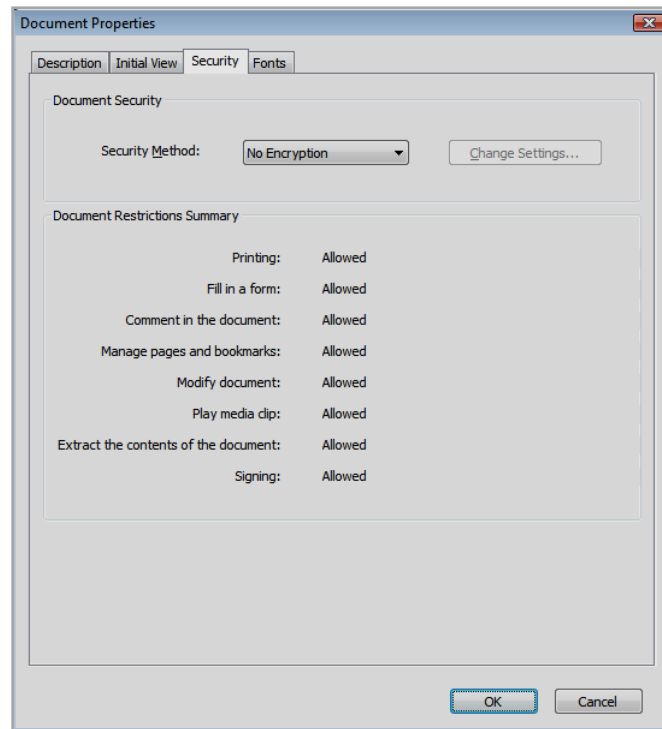 Document Properties
Description Initial View Security Fonts
Document Security
Security Method: No Encryption Change Settings...
Document Restrictions Summary
Printing: Allowed
Fill in a form: Allowed
Comment in the document: Allowed
Manage pages and bookmarks: Allowed
Modify document: Allowed
Play media clip: Allowed
Extract the contents of the document: Allowed
Signing: Allowed
OK Cancel